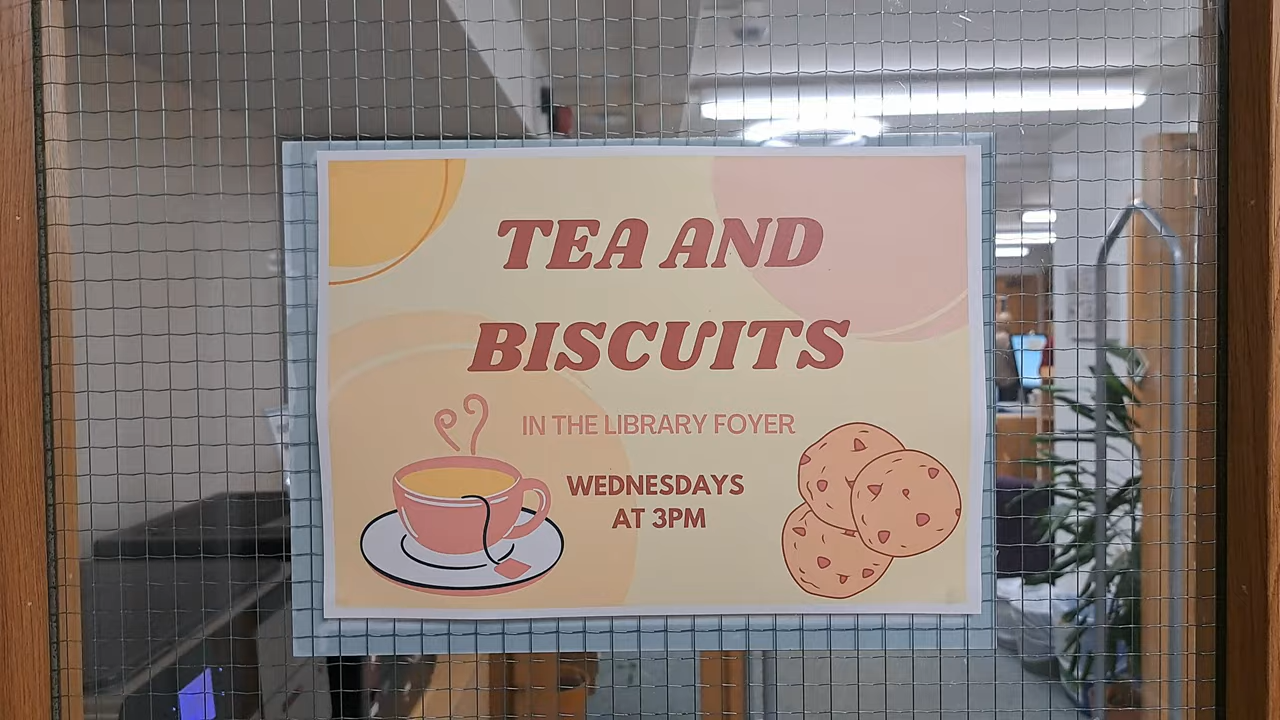 TEA AND
BISCUITS
IN THE LIBRARY FOYER
WEDNESDAYS
AT 3PM